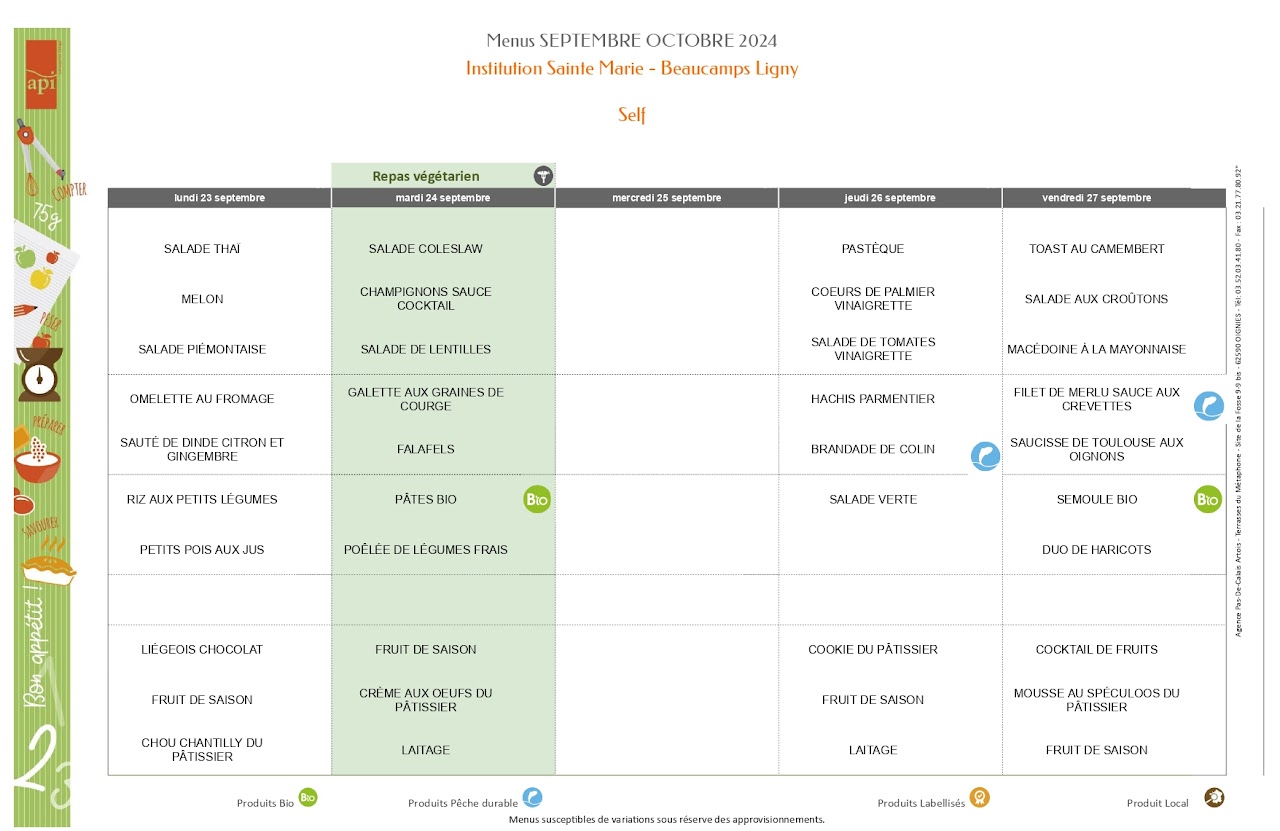 Menus SEPTEMBRE OCTOBRE 2024
Institution Sainte Marie - Beaucamps Ligny
Self
api
COMPTER
75g
PESER
PRÉPARER
SAVOURER
Bon appétit !
Repas végétarien
lundi 23 septembre
mardi 24 septembre
mercredi 25 septembre
jeudi 26 septembre
vendredi 27 septembre
SALADE THAÏ
SALADE COLESLAW
PASTÈQUE
TOAST AU CAMEMBERT
MELON
CHAMPIGNONS SAUCE
COCKTAIL
COEURS DE PALMIER
VINAIGRETTE
SALADE AUX CROÛTONS
SALADE PIÉMONTAISE
SALADE DE LENTILLES
SALADE DE TOMATES
VINAIGRETTE
MACÉDOINE À LA MAYONNAISE
OMELETTE AU FROMAGE
GALETTE AUX GRAINES DE
COURGE
HACHIS PARMENTIER
FILET DE MERLU SAUCE AUX
CREVETTES
SAUTÉ DE DINDE CITRON ET
GINGEMBRE
FALAFELS
BRANDADE DE COLIN
SAUCISSE DE TOULOUSE AUX
OIGNONS
RIZ AUX PETITS LÉGUMES
PÂTES BIO
Bio
SALADE VERTE
SEMOULE BIO
Bio
PETITS POIS AUX JUS
POÊLÉE DE LÉGUMES FRAIS
DUO DE HARICOTS
LIÉGEOIS CHOCOLAT
FRUIT DE SAISON
COOKIE DU PÂTISSIER
COCKTAIL DE FRUITS
FRUIT DE SAISON
CRÈME AUX OEUFS DU
PÂTISSIER
FRUIT DE SAISON
MOUSSE AU SPÉCULOOS DU
PÂTISSIER
CHOU CHANTILLY DU
PÂTISSIER
LAITAGE
LAITAGE
FRUIT DE SAISON
Agence Pas-De-Calais Artois - Terrasses du Métaphone - Site de la Fosse 9-9 bis - 62590 OIGNIES - Tél: 03.52.03.41.80 - Fax : 03.21.77.80.92"
Produits Bio Bio
Produits Pêche durable
Produits Labellisés
Produit Local
Menus susceptibles de variations sous réserve des approvisionnements.
2
3